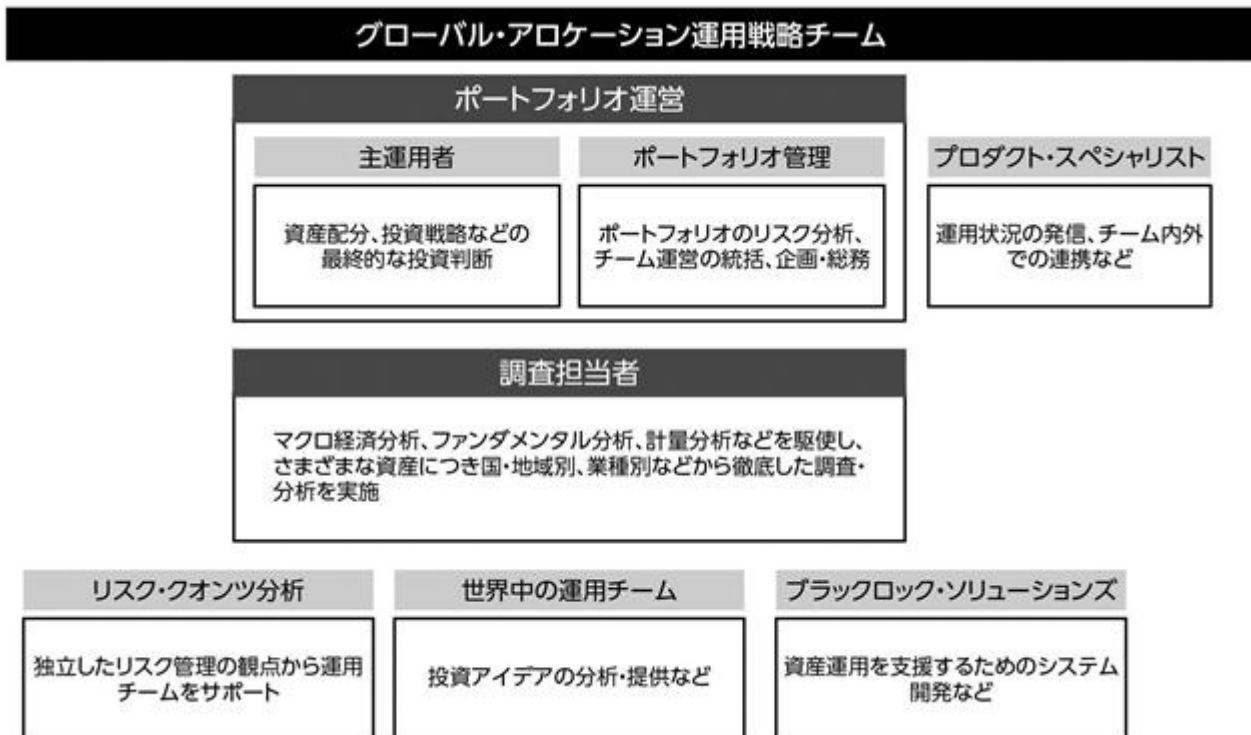 グローバル・アロケーション運用戦略チーム
ポートフォリオ運営
主運用者
資産配分、投資戦略などの
最終的な投資判断
ポートフォリオ管理
ポートフォリオのリスク分析、
チーム運営の統括、企画・総務
プロダクト・スペシャリスト
運用状況の発信、チーム内外
での連携など
調査担当者
マクロ経済分析、ファンダメンタル分析、計量分析などを駆使し、
さまざまな資産につき国・地域別、業種別などから徹底した調査・
分析を実施
リスク・クオンツ分析
独立したリスク管理の観点から運用
チームをサポート
世界中の運用チーム
投資アイデアの分析・提供など
ブラックロック・ソリューションズ
資産運用を支援するためのシステム
開発など